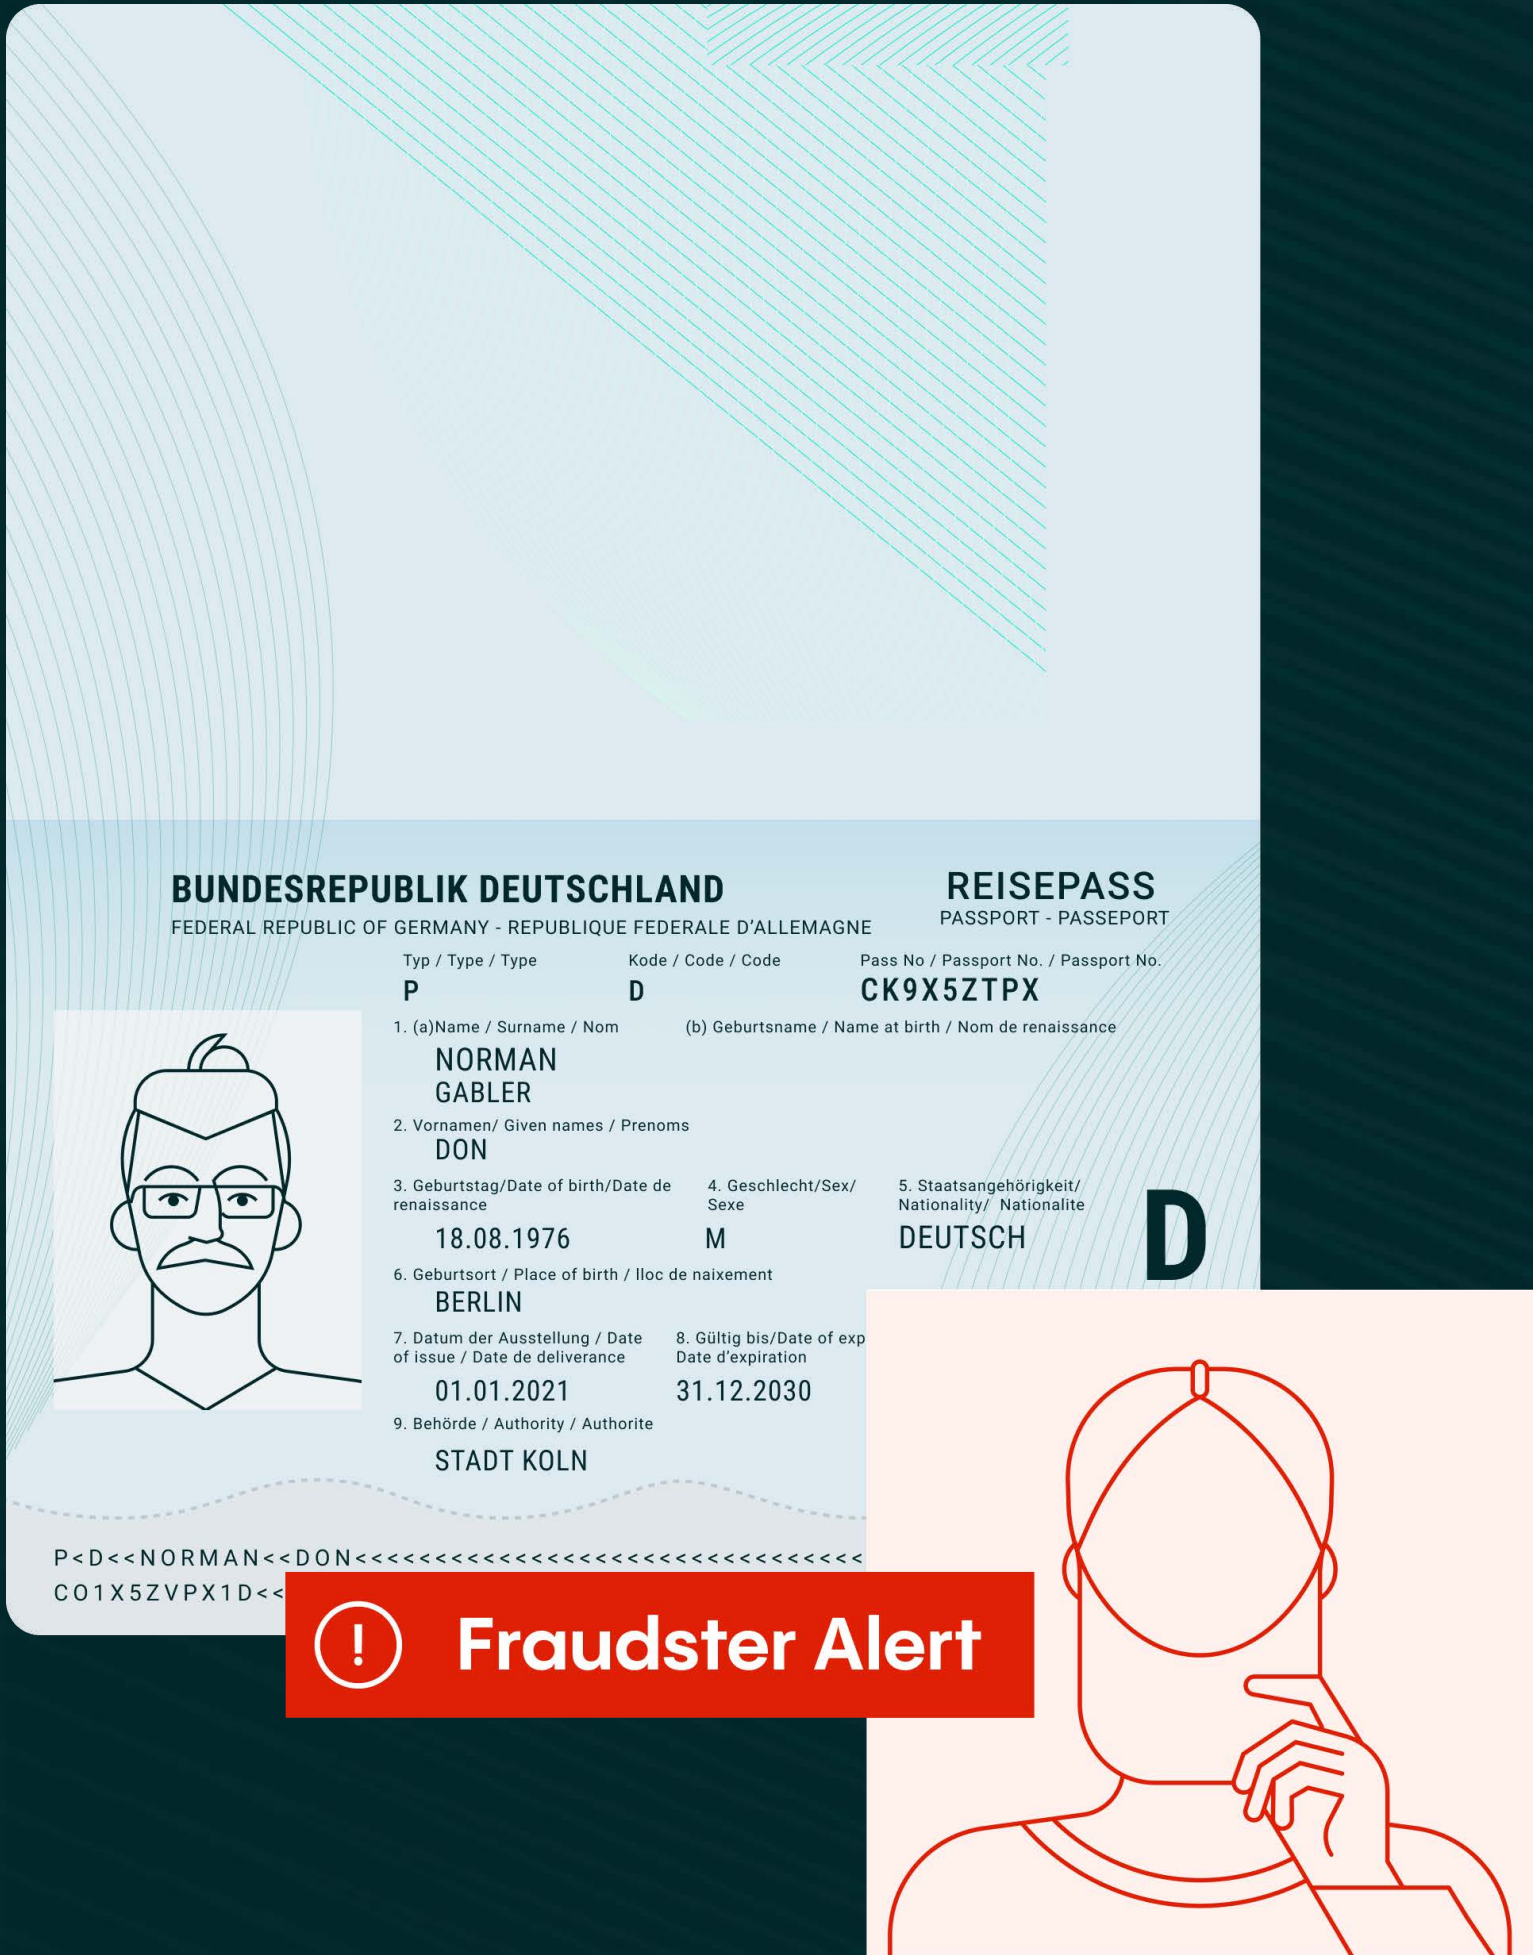 BUNDESREPUBLIK DEUTSCHLAND
REISEPASS
FEDERAL REPUBLIC OF GERMANY - REPUBLIQUE FEDERALE D'ALLEMAGNE
PASSPORT - PASSEPORT
Typ / Type / Type
Kode / Code / Code
Pass No / Passport No. / Passport No.
P
D
CK9X5ZTPX
1. (a)Name / Surname / Nom
(b) Geburtsname / Name at birth / Nom de renaissance
NORMAN
GABLER
2. Vornamen/ Given names / Prenoms
DON
3. Geburtstag/Date of birth/Date de
renaissance
4. Geschlecht/Sex/
Sexe
5. Staatsangehörigkeit/
Nationality/ Nationalite
18.08.1976
M
DEUTSCH
D
6. Geburtsort / Place of birth / lloc de naixement
BERLIN
7. Datum der Ausstellung / Date
of issue / Date de deliverance
8. Gültig bis/Date of exp
Date d'expiration
01.01.2021
31.12.2030
9. Behörde / Authority / Authorite
STADT KOLN
P<D<<NORMAN<<DON<<<<<<<<<<<<<<<<<<<<<<<<<<<<<<<<
CO1X5ZVPX1D<<
! Fraudster Alert